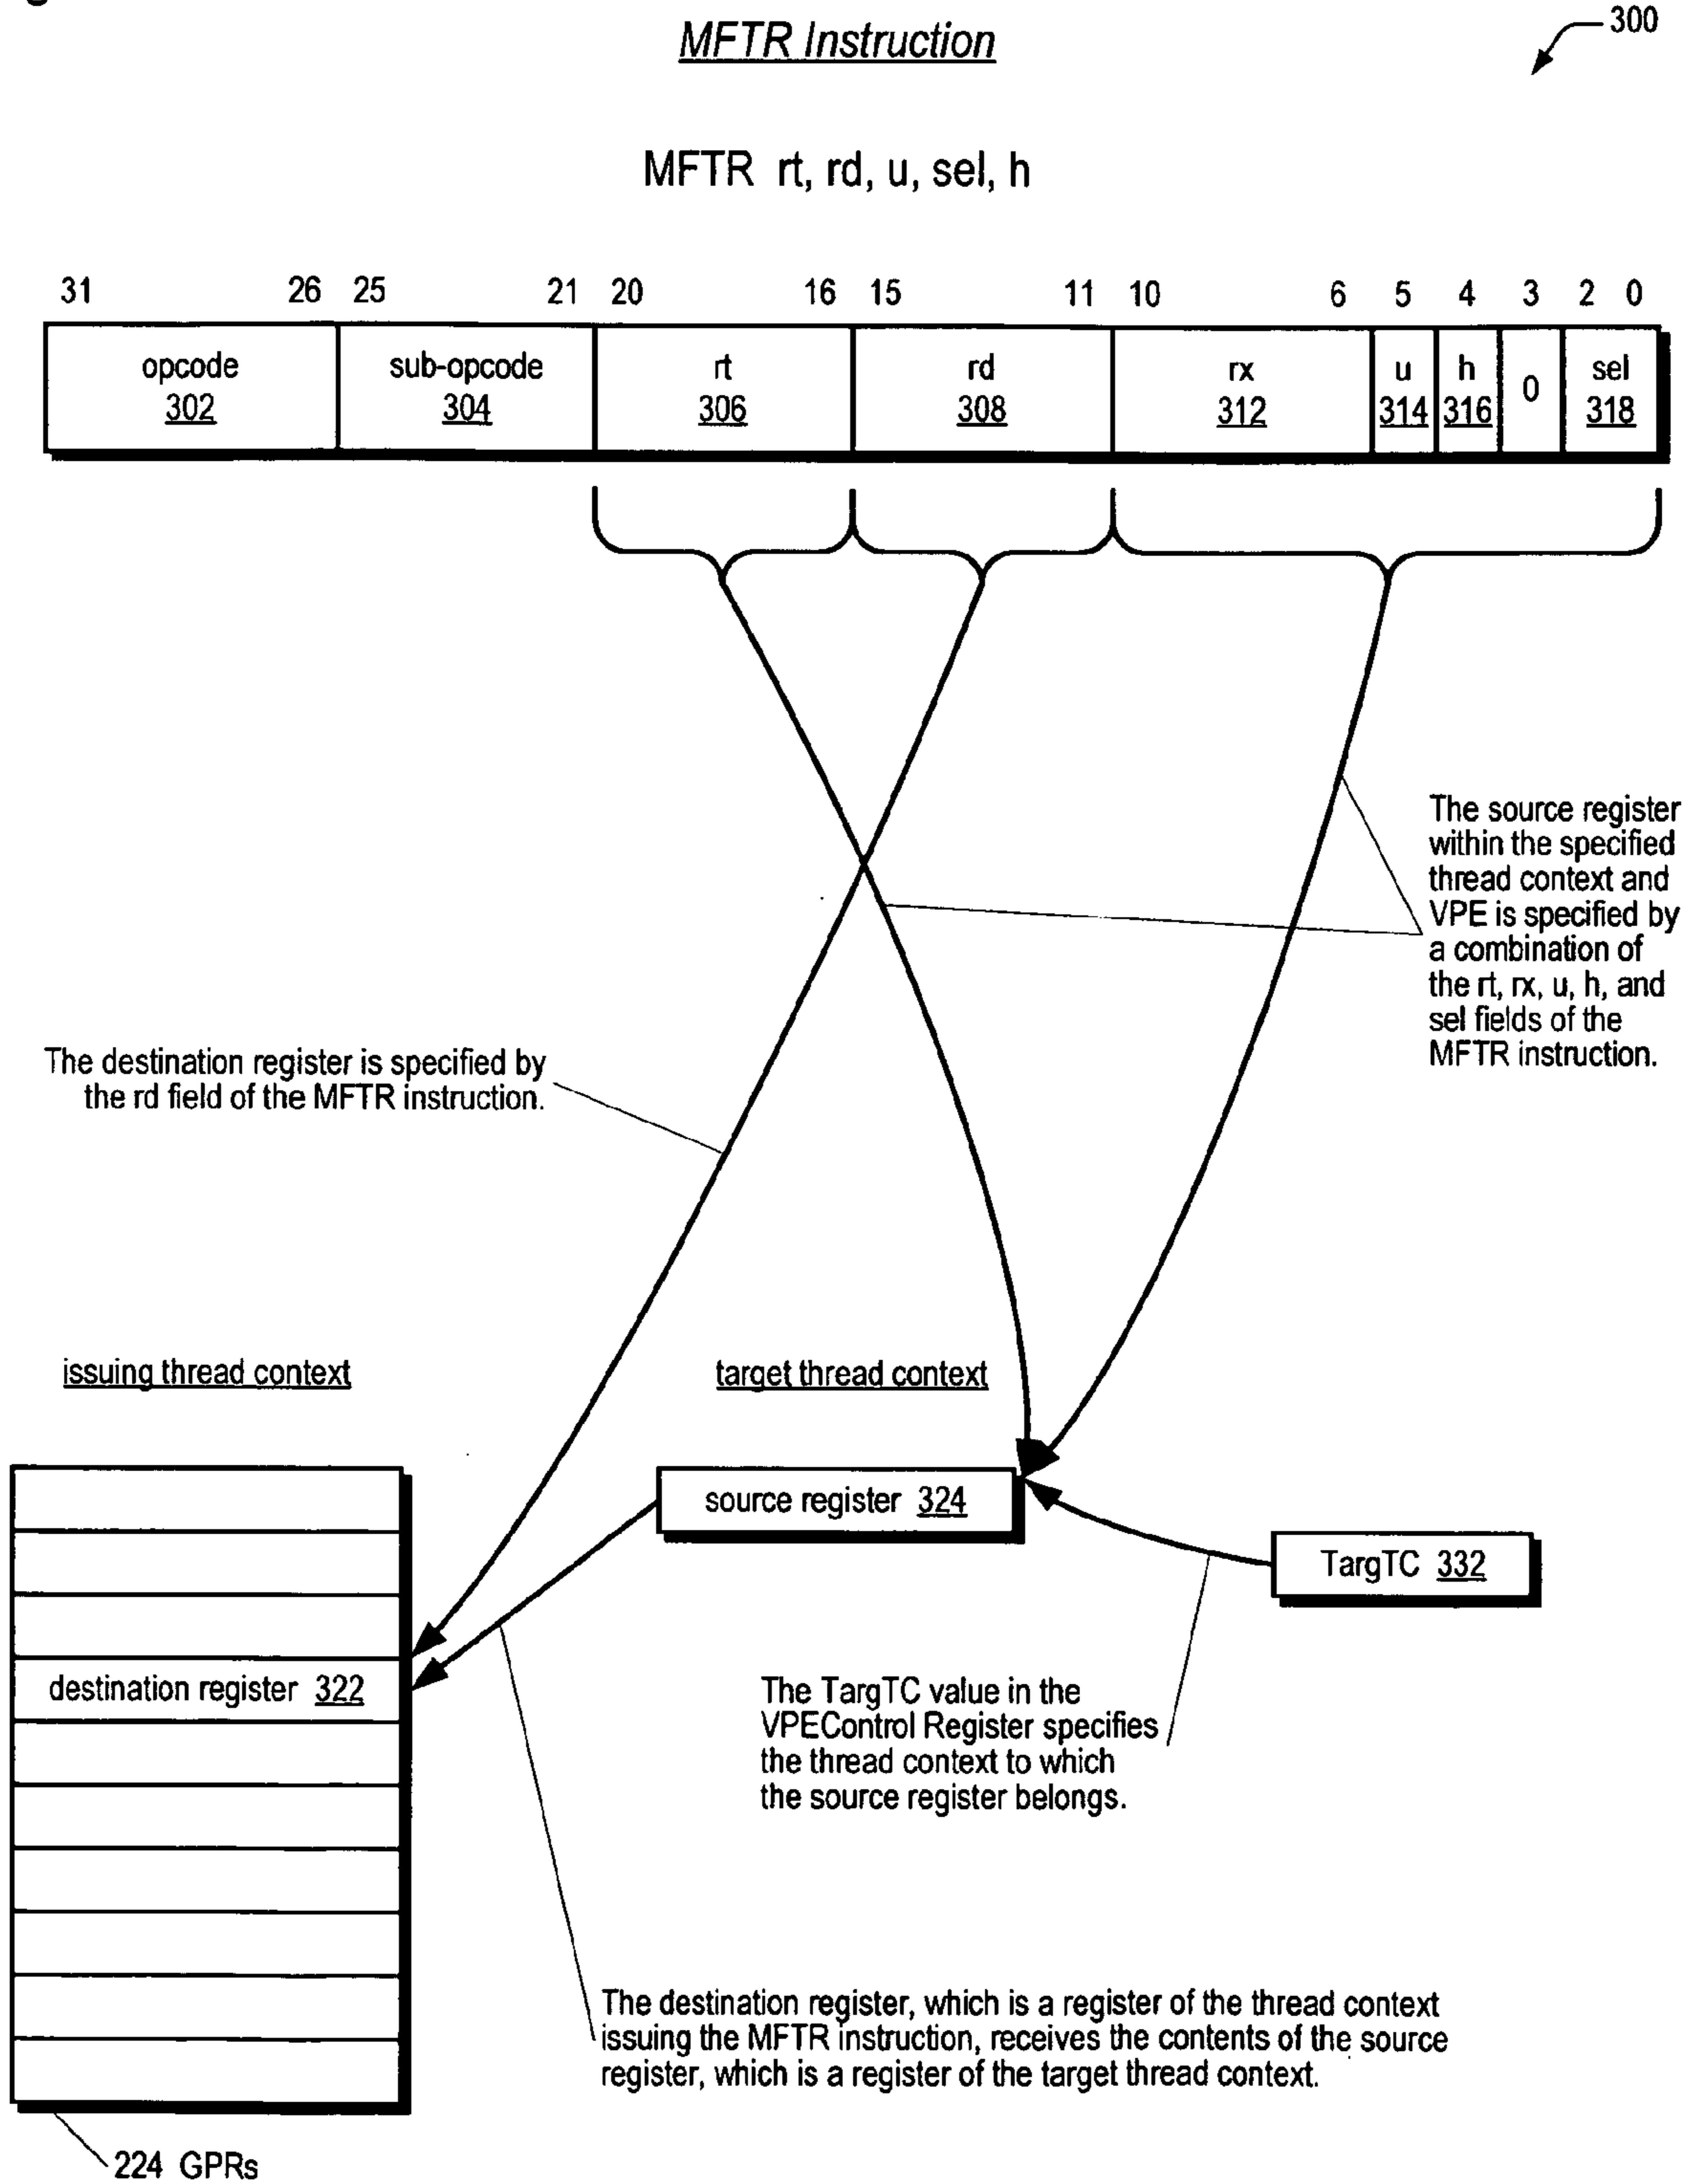 MFTR Instruction
300
MFTR rt, rd, u, sel, h
31 26 25 21 20 16 15 11 10 6 5 4 3 2 0
opcode sub-opcode rt rd rx u h 0 sel
302 304 306 308 312 314 316 318
The source register
within the specified
thread context and
VPE is specified by
a combination of
the rt, rx, u, h, and
sel fields of the
MFTR instruction.
The destination register is specified by
the rd field of the MFTR instruction.
issuing thread context
target thread context
source register 324
TargTC 332
destination register 322
The TargTC value in the
VPEControl Register specifies
the thread context to which
the source register belongs.
The destination register, which is a register of the thread context
issuing the MFTR instruction, receives the contents of the source
register, which is a register of the target thread context.
224 GPRs